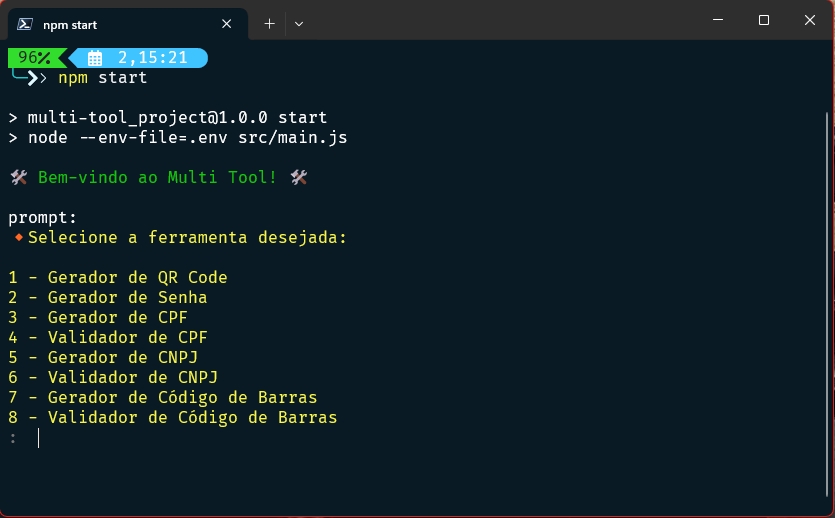 npm start
96% 2,15:21
npm start
> multi-tool_project@1.0.0 start
> node --env-file=.env src/main.js
🛠 Bem-vindo ao Multi Tool! 🛠
prompt:
🔸Selecione a ferramenta desejada:
1 - Gerador de QR Code
2 - Gerador de Senha
3 - Gerador de CPF
4 - Validador de CPF
5 - Gerador de CNPJ
6 - Validador de CNPJ
7 - Gerador de Código de Barras
8 - Validador de Código de Barras
: